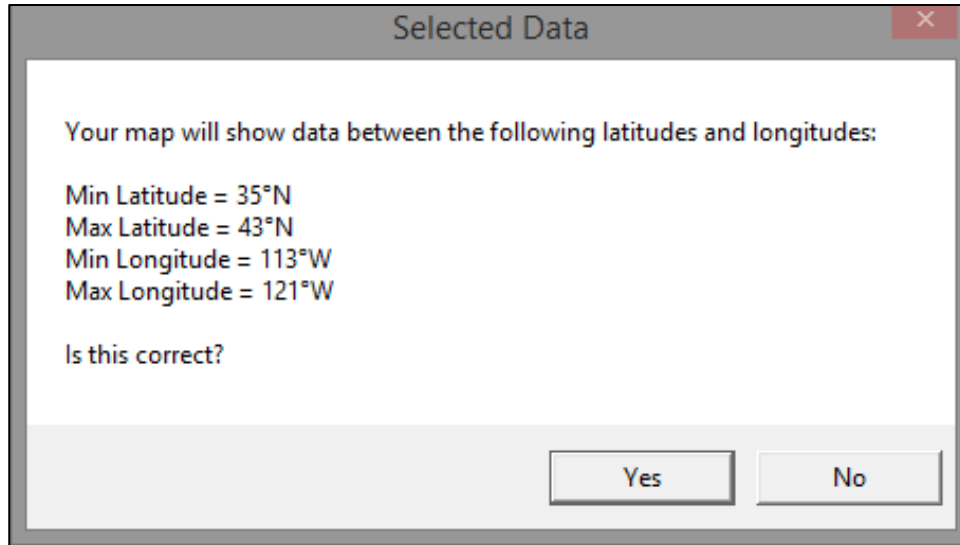 Selected Data
Your map will show data between the following latitudes and longitudes:
Min Latitude = 35°N
Max Latitude = 43°N
Min Longitude = 113°W
Max Longitude = 121°W
Is this correct?
Yes
No